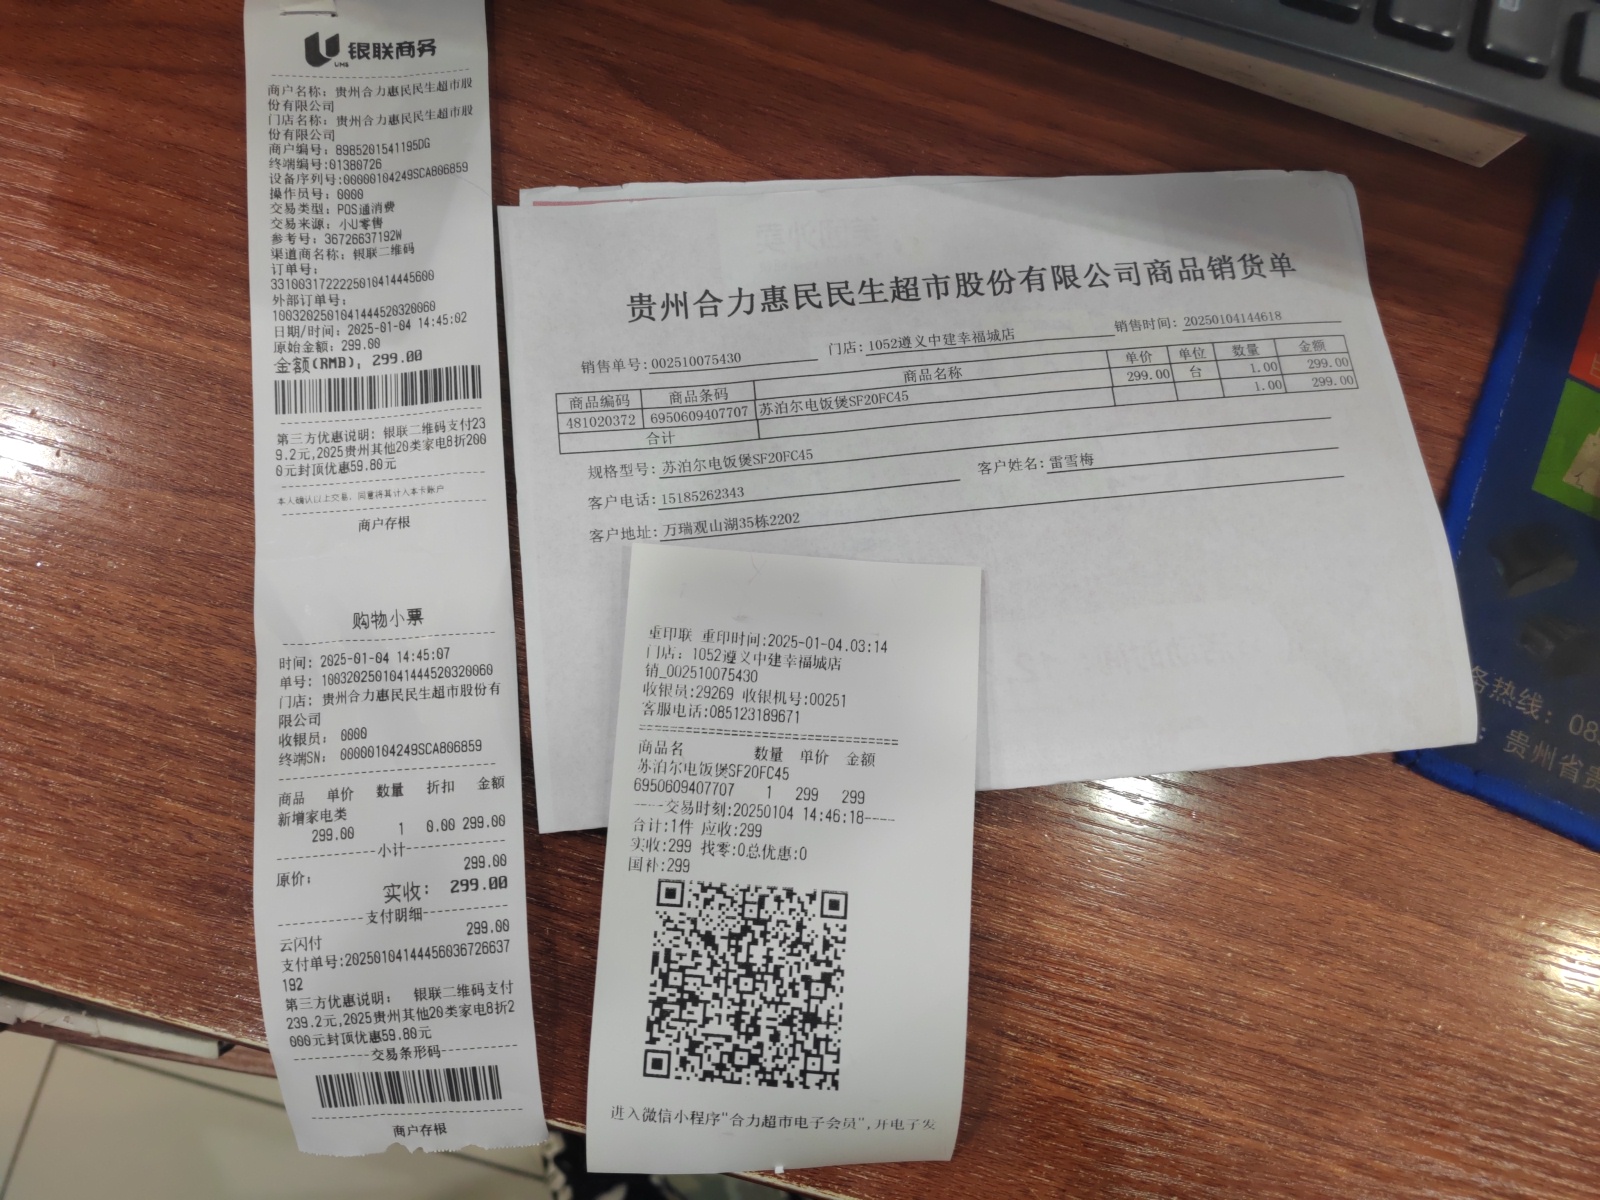 银联商务
UMS
商户名称：贵州合力惠民民生超市股
份有限公司
门店名称：贵州合力惠民民生超市股
份有限公司
商户编号：8985201541195DG
终端编号:01380726
设备序列号:00000104249SCA806859
操作员号：0000
交易类型：POS通消费
交易来源：小U零售
参考号：36726637192W
渠道商名称：银联二维码
订单号：
33100317222250104144456​00
外部订单号：
10032025010414445203200​60
日期/时间：2025-01-04 14:45:02
原始金额：299.00
金额(RMB)：299.00
第三方优惠说明：银联二维码支付23
9.2元,2025贵州其他20类家电8折200
0元封顶优惠59.80元
本人确认以上交易，同意将其计入本卡账户
商户存根
购物小票
时间：2025-01-04 14:45:07
单号：1003202501041444520320060
门店：贵州合力惠民民生超市股份有
限公司
收银员： 0000
终端SN： 00000104249SCA806859
商品 单价 数量 折扣 金额
新增家电类
299.00 1 0.00 299.00
小计
原价： 299.00
实收： 299.00
支付明细
云闪付 299.00
支付单号:20250104144456036726637
192
第三方优惠说明： 银联二维码支付
239.2元,2025贵州其他20类家电8折2
000元封顶优惠59.80元
交易条形码
商户存根
贵州合力惠民民生超市股份有限公司商品销货单
销售单号：002510075430 门店：1052遵义中建幸福城店 销售时间：20250104144618
商品编码 商品条码 商品名称 单价 单位 数量 金额
481020372 6950609407707 苏泊尔电饭煲SF20FC45 299.00 台 1.00 299.00
合计 1.00 299.00
规格型号：苏泊尔电饭煲SF20FC45 客户姓名：雷雪梅
客户电话：15185262343
客户地址：万瑞观山湖35栋2202
重印联 重印时间:2025-01-04.03:14
门店：1052遵义中建幸福城店
销_002510075430
收银员:29269 收银机号:00251
客服电话:085123189671
商品名 数量 单价 金额
苏泊尔电饭煲SF20FC45
6950609407707 1 299 299
----交易时刻:20250104 14:46:18----
合计:1件 应收:299
实收:299 找零:0总优惠:0
国补:299
进入微信小程序"合力超市电子会员",开电子发
务热线：08
：贵州省贵